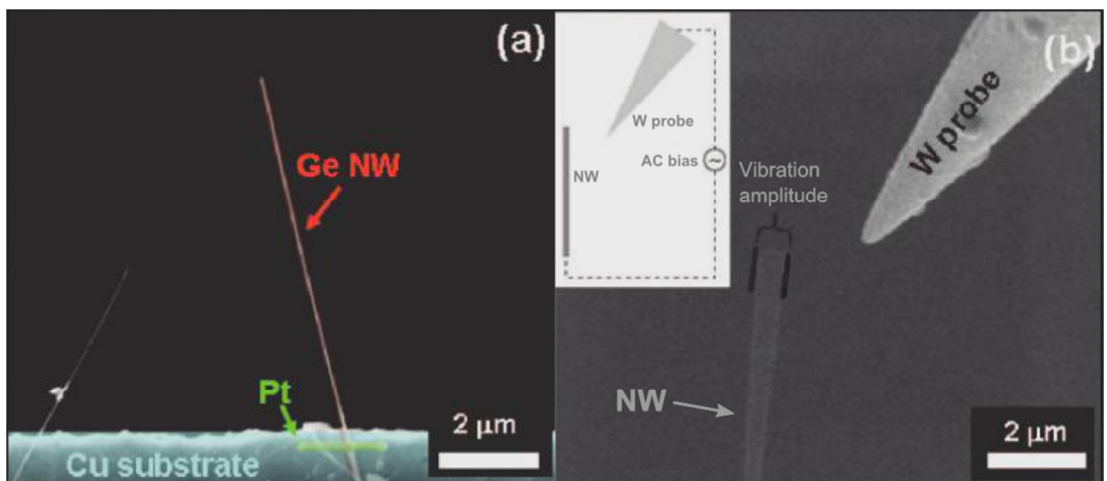 (a)
Ge NW
Pt
Cu substrate
2 μm
(b)
W probe
AC bias
NW
W probe
Vibration
amplitude
NW
2 μm